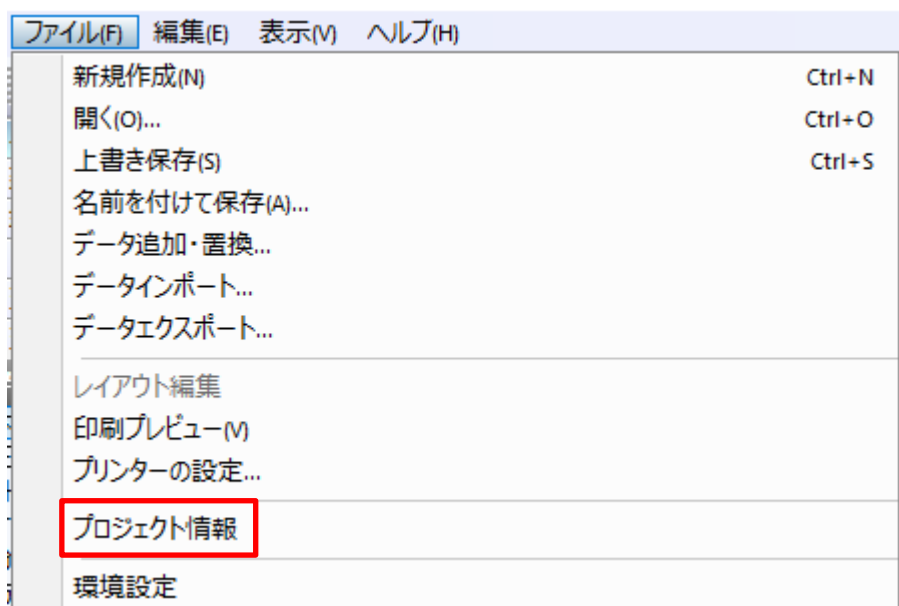 ファイル(F) 編集(E) 表示(V) ヘルプ(H)
新規作成(N) Ctrl+N
開く(O)... Ctrl+O
上書き保存(S) Ctrl+S
名前を付けて保存(A)...
データ追加・置換...
データインポート...
データエクスポート...
レイアウト編集
印刷プレビュー(V)
プリンターの設定...
プロジェクト情報
環境設定